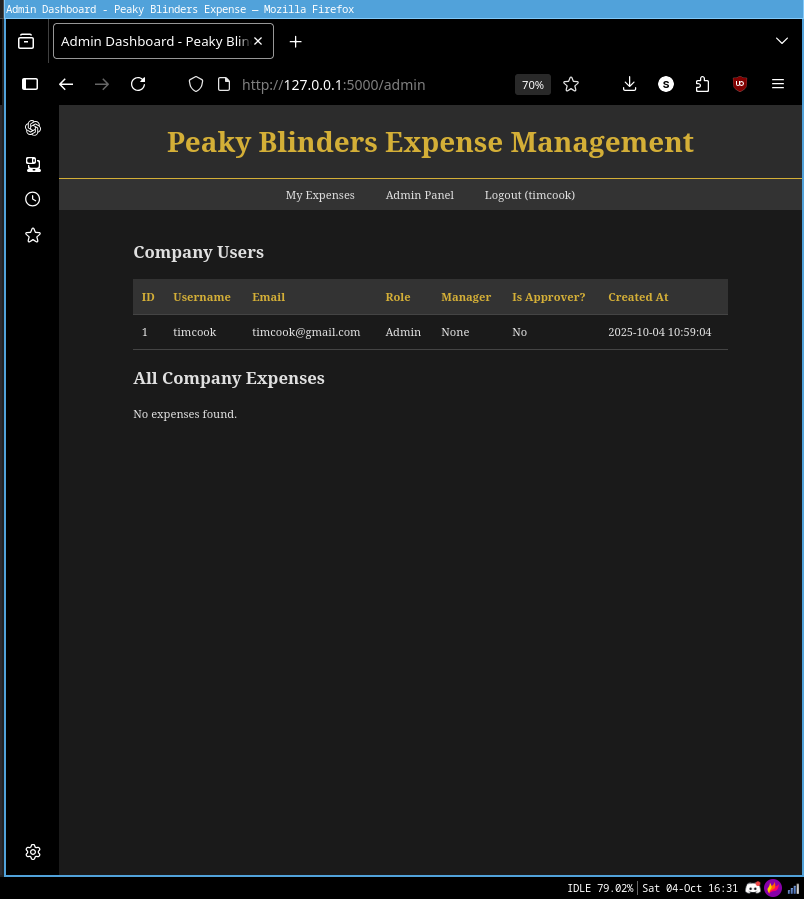 Admin Dashboard - Peaky Blinders Expense — Mozilla Firefox
Admin Dashboard - Peaky Blin
http://127.0.0.1:5000/admin 70% S UD
Peaky Blinders Expense Management
My Expenses Admin Panel Logout (timcook)
Company Users
ID Username Email Role Manager Is Approver? Created At
1 timcook timcook@gmail.com Admin None No 2025-10-04 10:59:04
All Company Expenses
No expenses found.
IDLE 79.02% Sat 04-Oct 16:31